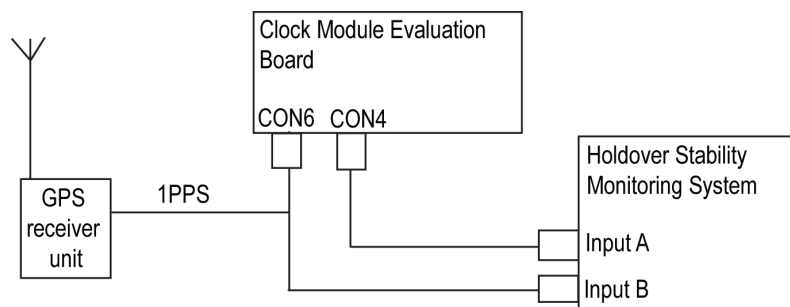 Clock Module Evaluation
Board
CON6 CON4
Holdover Stability
Monitoring System
GPS
receiver
unit
1PPS
Input A
Input B